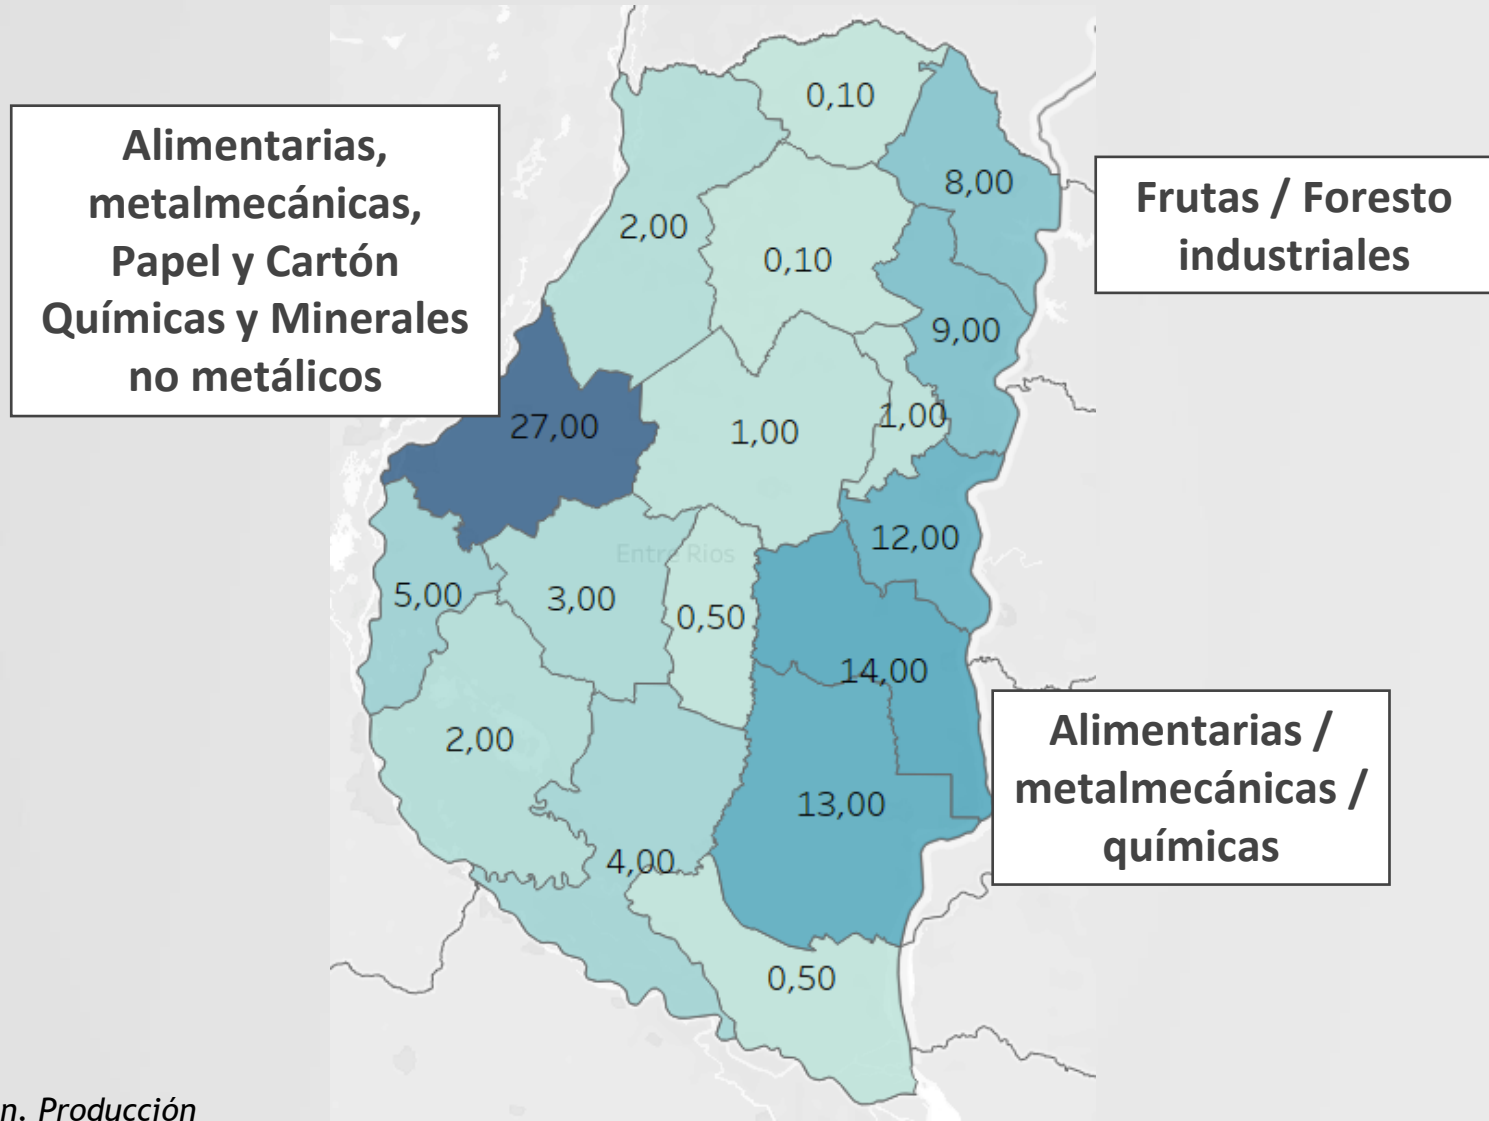 0,10
Alimentarias,
metalmecánicas,
Papel y Cartón
Químicas y Minerales
no metálicos
8,00
Frutas / Foresto
industriales
2,00
0,10
9,00
27,00
1,00
1,00
12,00
Entre Rios
5,00
3,00
0,50
14,00
2,00
Alimentarias /
metalmecánicas /
químicas
13,00
4,00
0,50
n. Producción